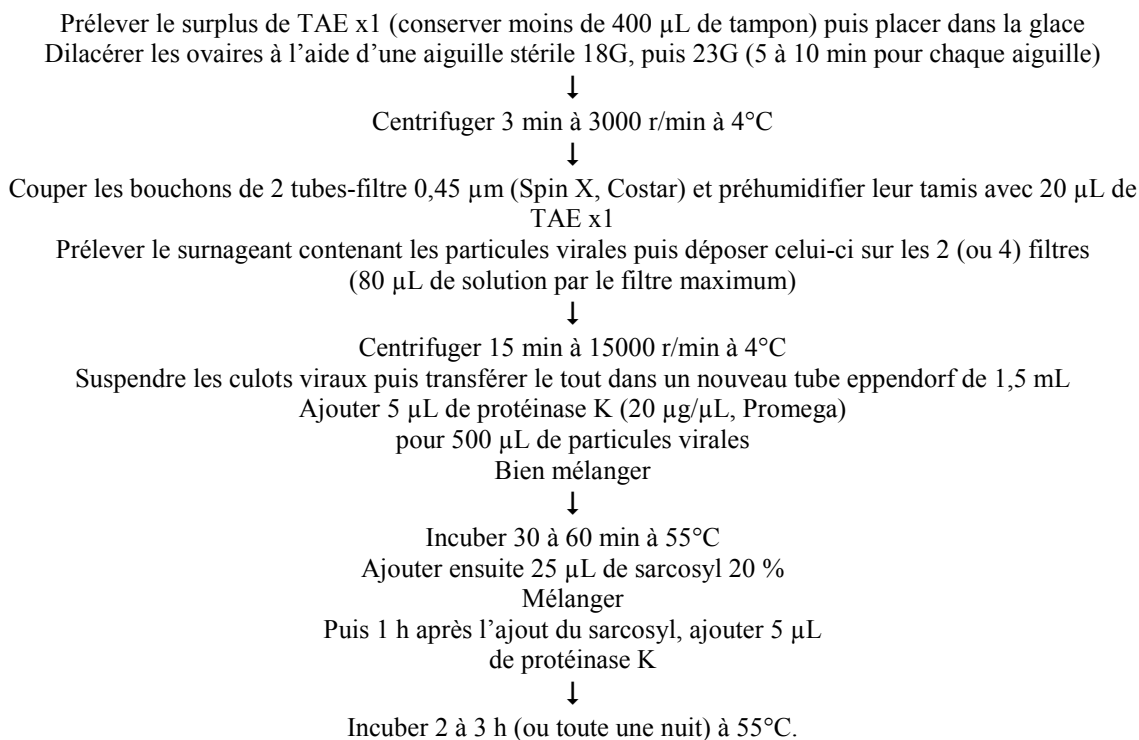 Prélever le surplus de TAE x1 (conserver moins de 400 µL de tampon) puis placer dans la glace
Dilacérer les ovaires à l’aide d’une aiguille stérile 18G, puis 23G (5 à 10 min pour chaque aiguille)
↓
Centrifuger 3 min à 3000 r/min à 4°C
↓
Couper les bouchons de 2 tubes-filtre 0,45 µm (Spin X, Costar) et préhumidifier leur tamis avec 20 µL de
TAE x1
Prélever le surnageant contenant les particules virales puis déposer celui-ci sur les 2 (ou 4) filtres
(80 µL de solution par le filtre maximum)
↓
Centrifuger 15 min à 15000 r/min à 4°C
Suspendre les culots viraux puis transférer le tout dans un nouveau tube eppendorf de 1,5 mL
Ajouter 5 µL de protéinase K (20 µg/µL, Promega)
pour 500 µL de particules virales
Bien mélanger
↓
Incuber 30 à 60 min à 55°C
Ajouter ensuite 25 µL de sarcosyl 20 %
Mélanger
Puis 1 h après l’ajout du sarcosyl, ajouter 5 µL
de protéinase K
↓
Incuber 2 à 3 h (ou toute une nuit) à 55°C.